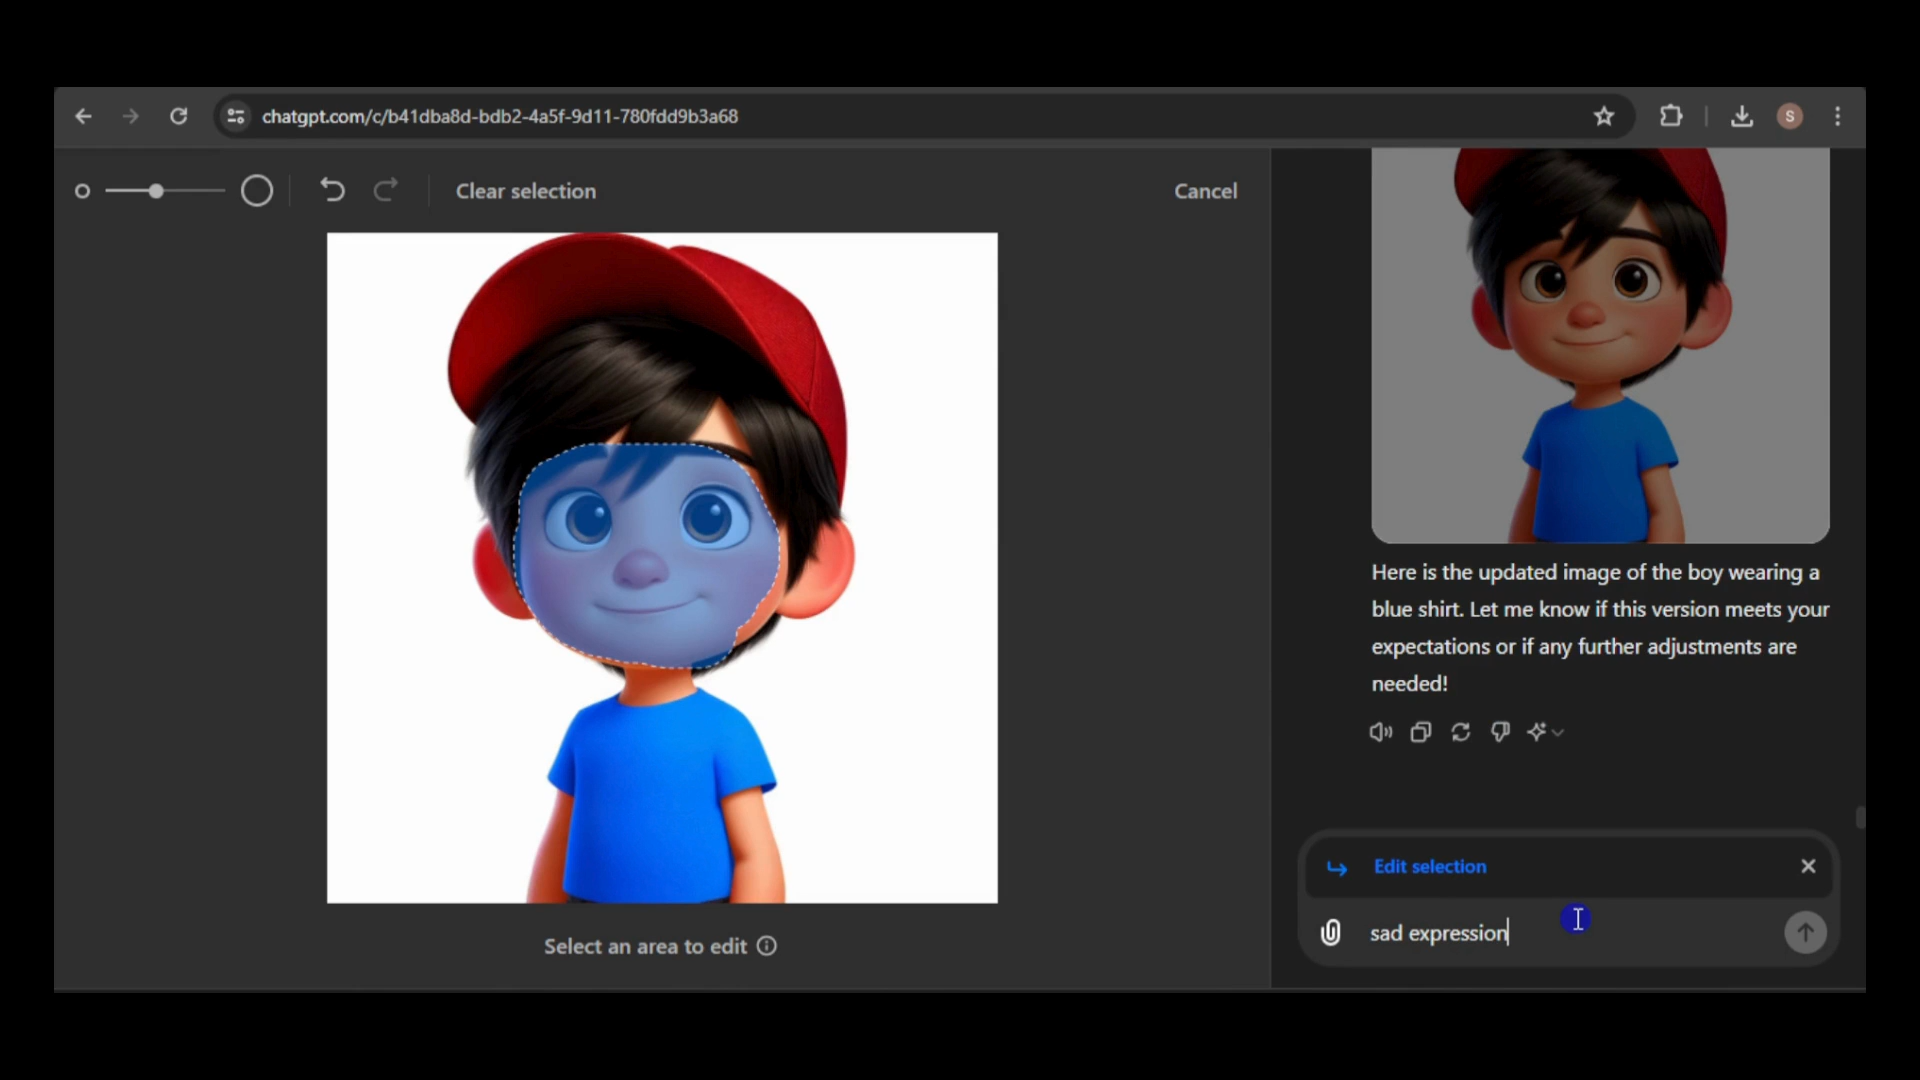 chatgpt.com/c/b41dba8d-bdb2-4a5f-9d11-780fdd9b3a68
S
Clear selection
Cancel
Here is the updated image of the boy wearing a
blue shirt. Let me know if this version meets your
expectations or if any further adjustments are
needed!
Edit selection
sad expression
Select an area to edit